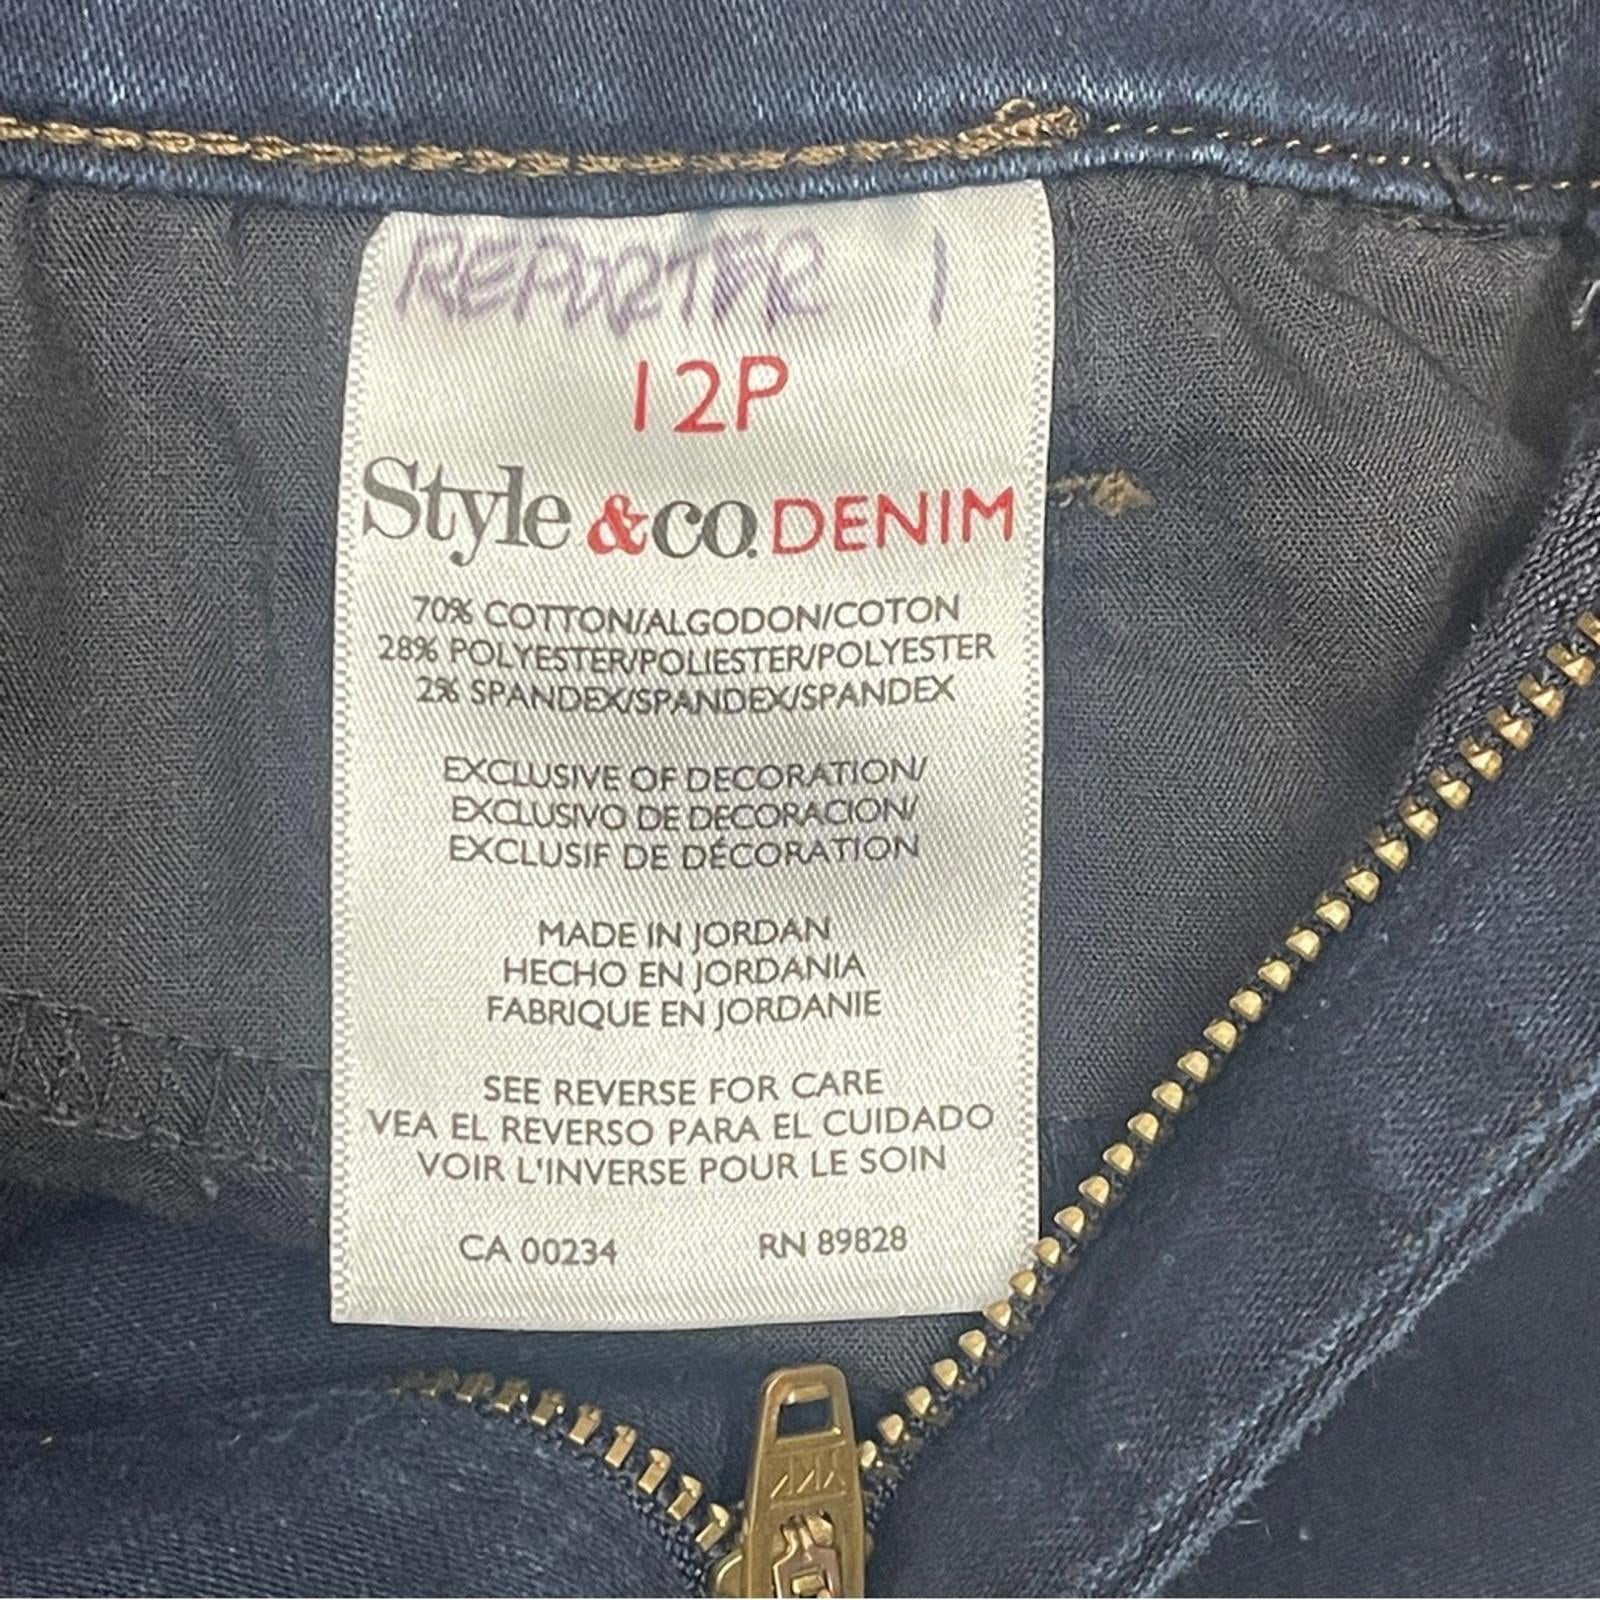 REPORTER 1
12P
Style &co. DENIM
70% COTTON/ALGODON/COTON
28% POLYESTER/POLIESTER/POLYESTER
2% SPANDEX/SPANDEX/SPANDEX
EXCLUSIVE OF DECORATION/
EXCLUSIVO DE DECORACION/
EXCLUSIF DE DÉCORATION
MADE IN JORDAN
HECHO EN JORDANIA
FABRIQUE EN JORDANIE
SEE REVERSE FOR CARE
VEA EL REVERSO PARA EL CUIDADO
VOIR L'INVERSE POUR LE SOIN
CA 00234 RN 89828